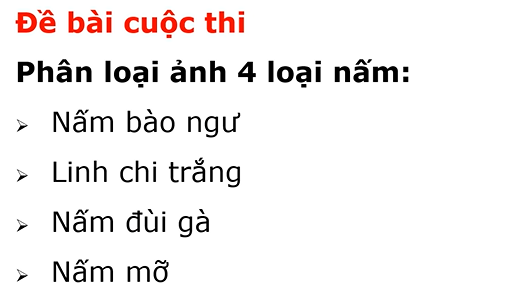 Đề bài cuộc thi
Phân loại ảnh 4 loại nấm:
➢ Nấm bào ngư
➢ Linh chi trắng
➢ Nấm đùi gà
➢ Nấm mỡ